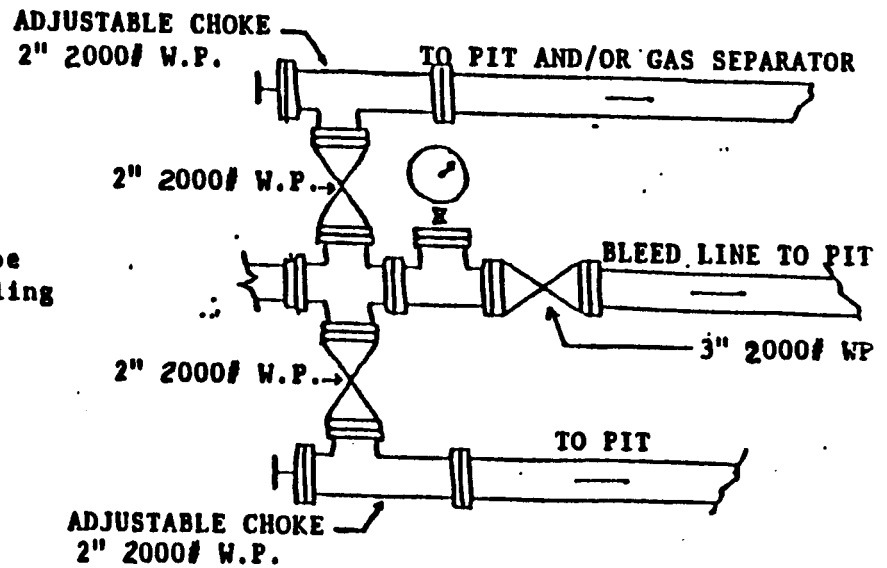 ADJUSTABLE CHOKE
2" 2000# W.P.
TO PIT AND/OR GAS SEPARATOR
2" 2000# W.P.
BLEED LINE TO PIT
3" 2000# WP
2" 2000# W.P.
TO PIT
ADJUSTABLE CHOKE
2" 2000# W.P.